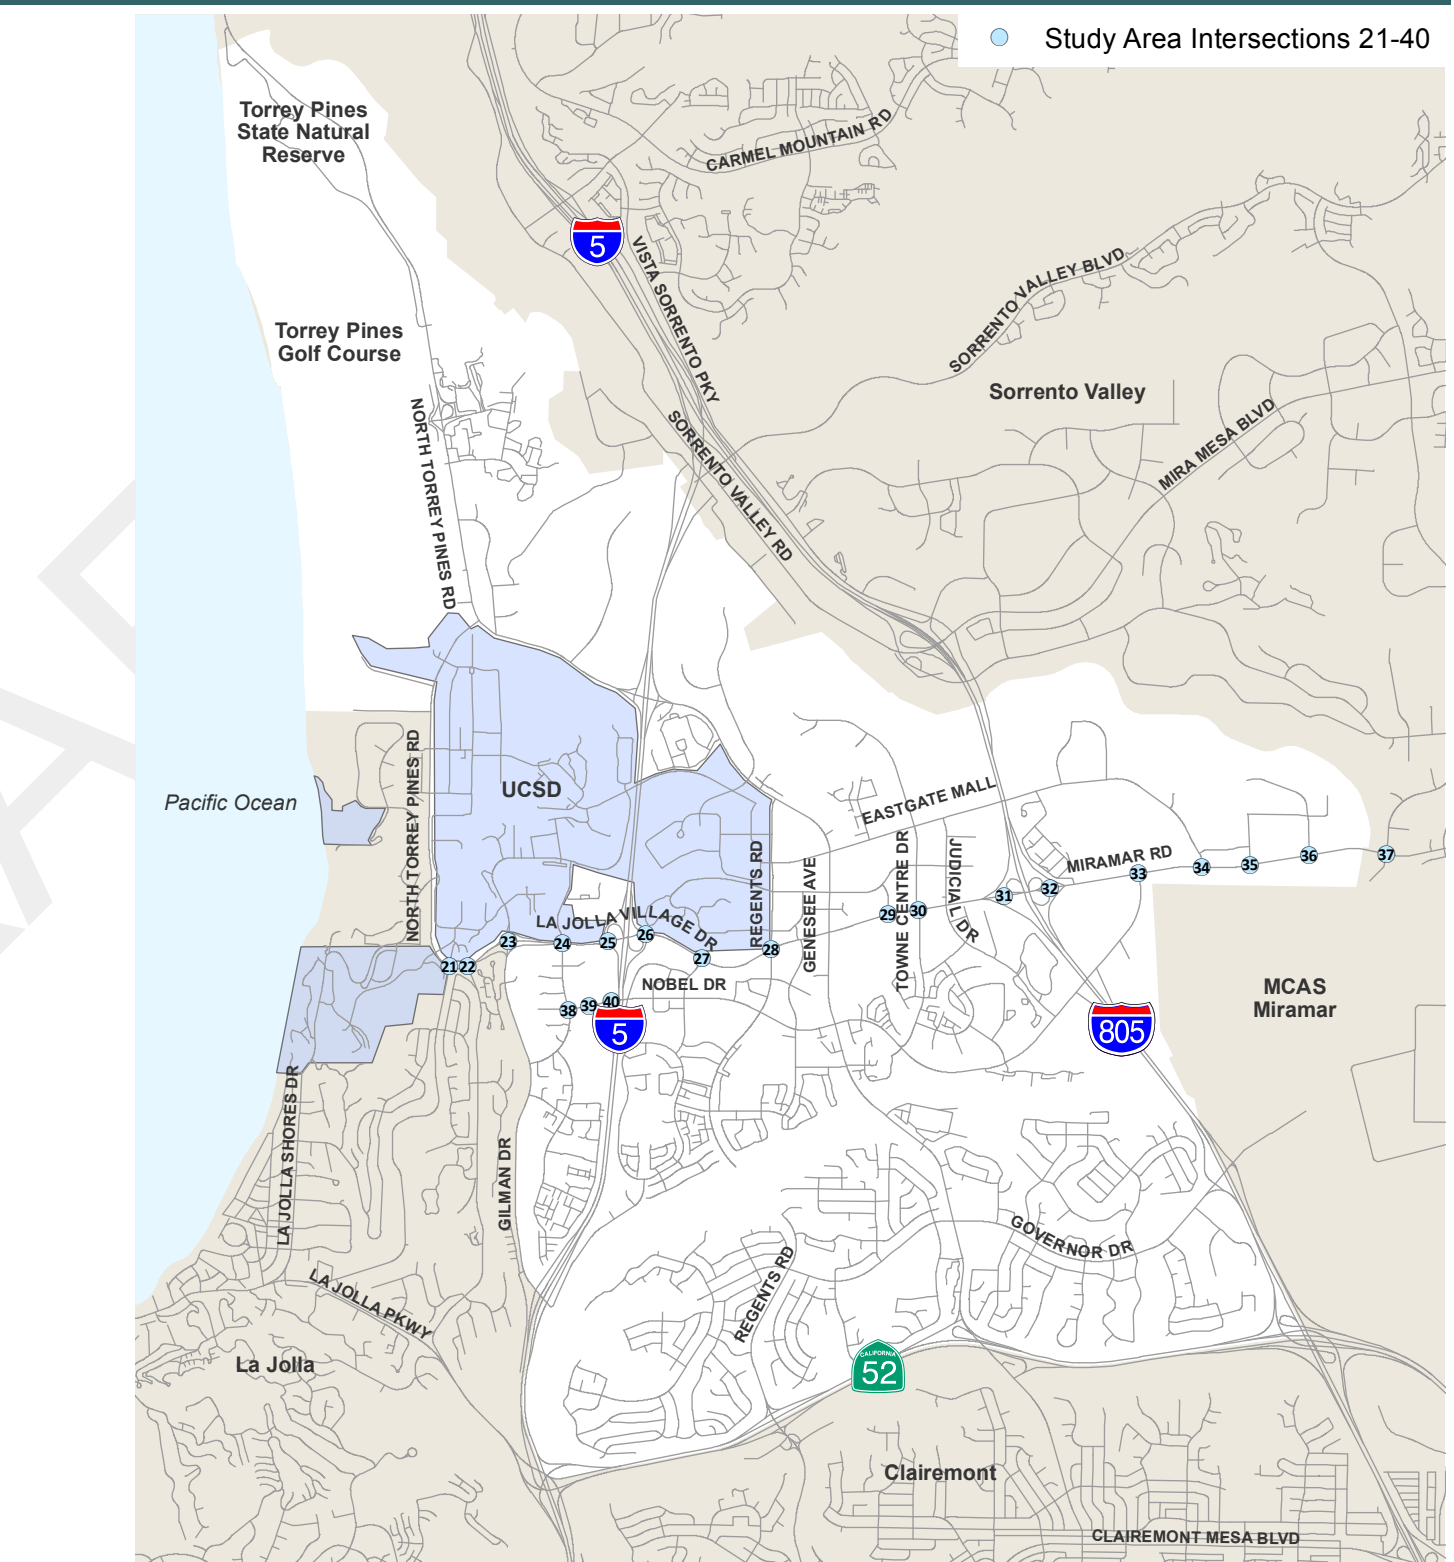 Study Area Intersections 21-40
Torrey Pines
State Natural
Reserve
CARMEL MOUNTAIN RD
5
VISTA SORRENTO PKY
SORRENTO VALLEY BLVD
Torrey Pines
Golf Course
Sorrento Valley
NORTH TORREY PINES RD
SORRENTO VALLEY RD
MIRA MESA BLVD
UCSD
Pacific Ocean
NORTH TORREY PINES RD
EASTGATE MALL
REGENTS RD
GENESEE AVE
TOWNE CENTRE DR
JUDICIAL DR
MIRAMAR RD
LA JOLLA VILLAGE DR
21
22
23
24
25
26
27
28
29
30
31
32
33
34
35
36
37
NOBEL DR
38
39
40
5
805
MCAS
Miramar
LA JOLLA SHORES DR
GILMAN DR
GOVERNOR DR
REGENTS RD
LA JOLLA PKWY
La Jolla
CALIFORNIA
52
Clairemont
CLAIREMONT MESA BLVD